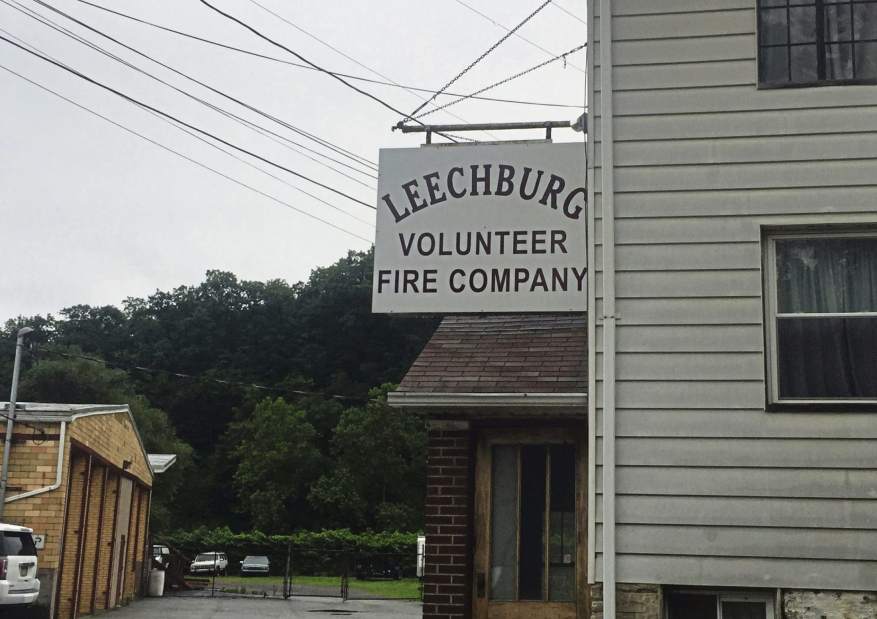 LEECHBURG
VOLUNTEER
FIRE COMPANY